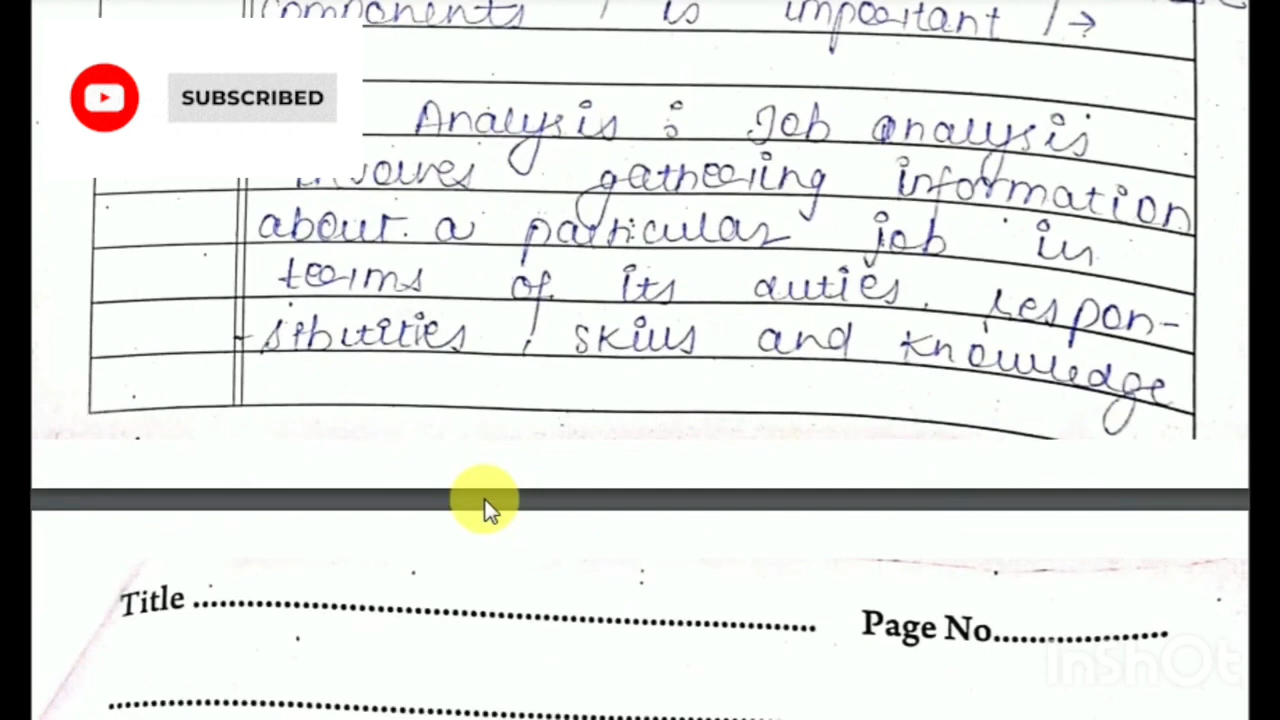 components / is important / →
SUBSCRIBED
Analysis : Job analysis
involves gathering information
about a particular job in
terms of its duties, respon-
-sibilities, skills and knowledge
Title
Page No.
InShOt